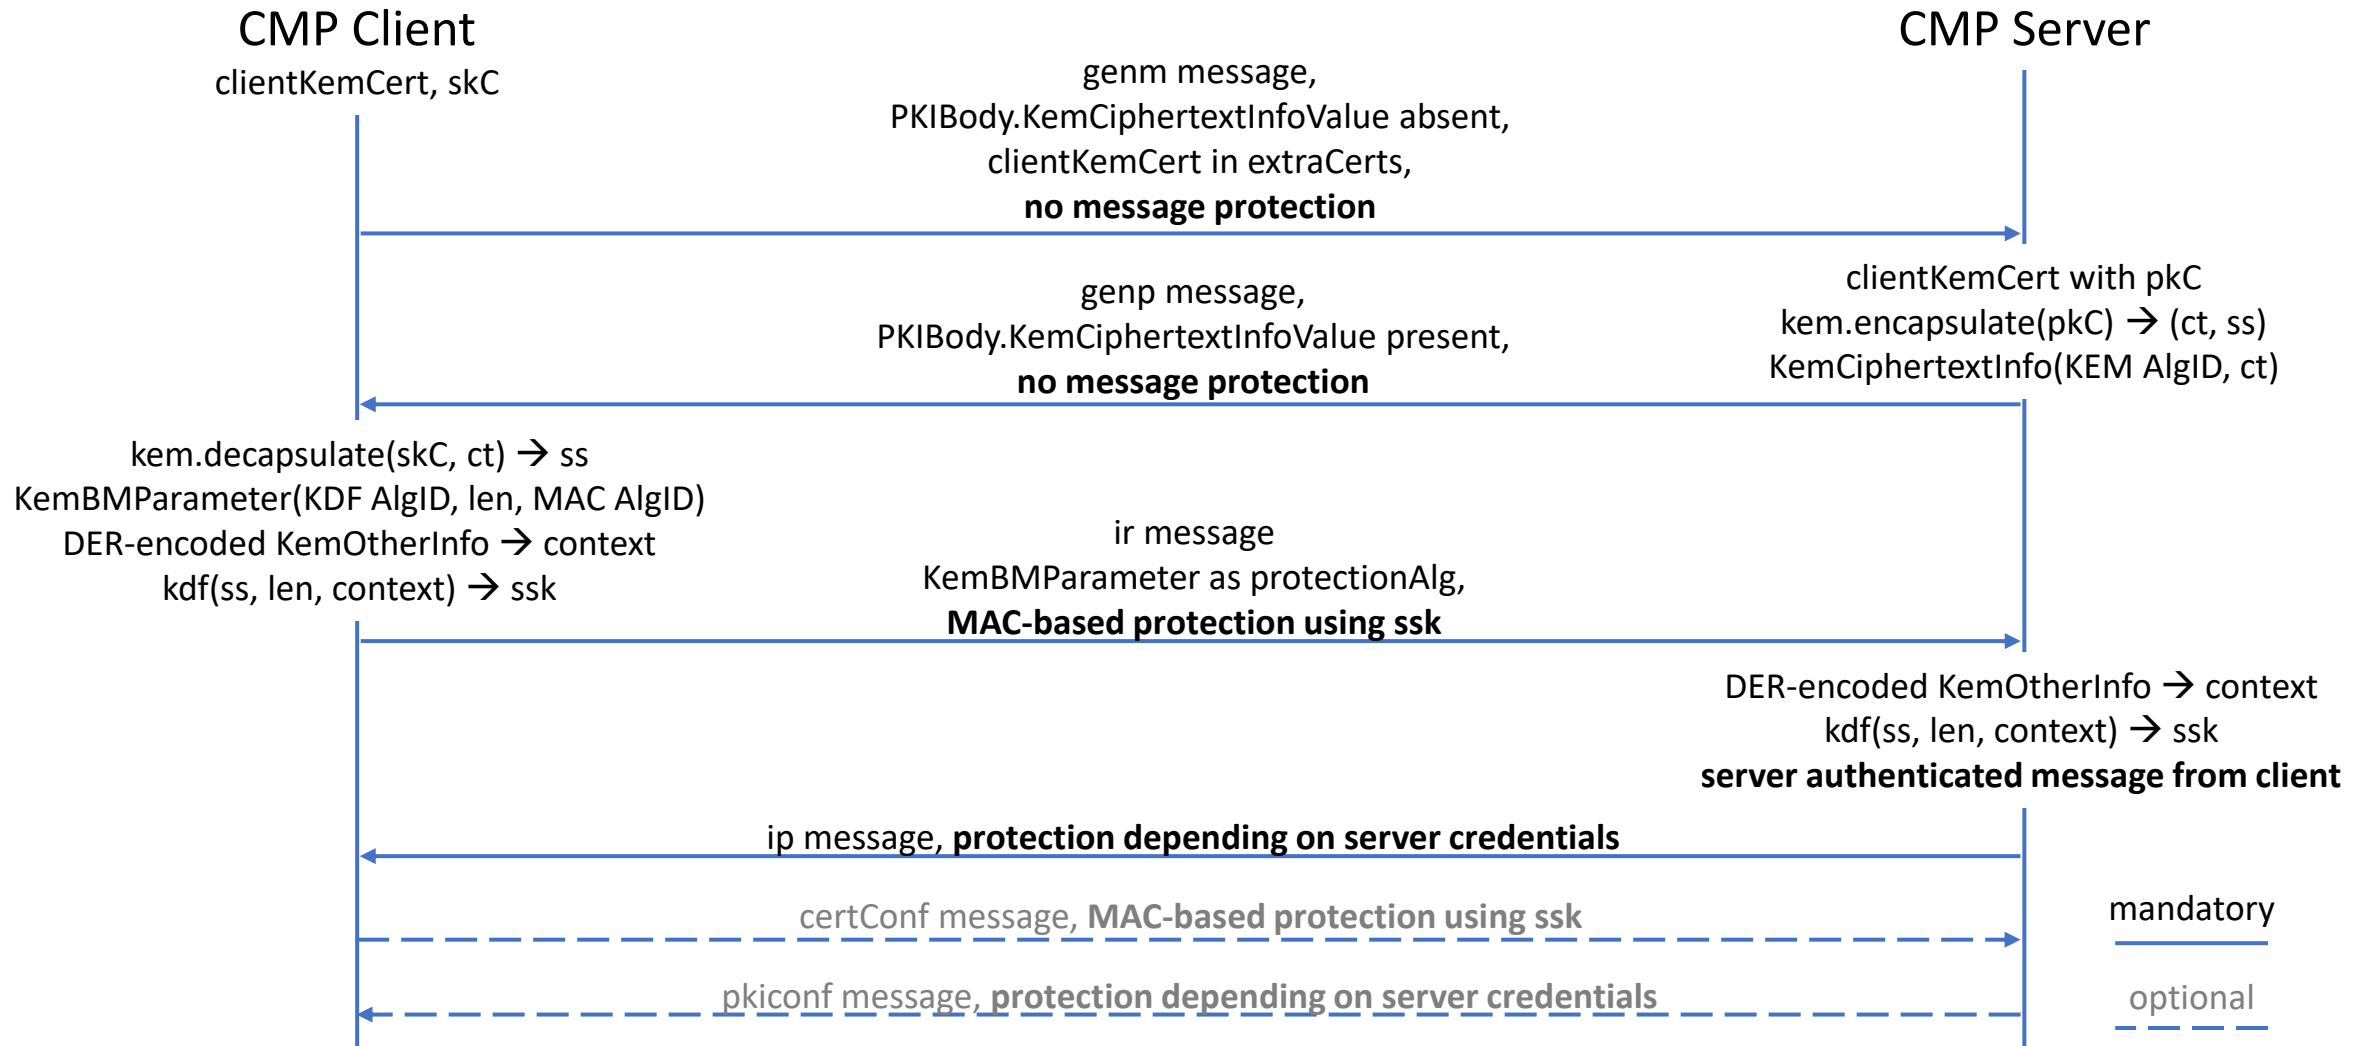 CMP Client
clientKemCert, skC
CMP Server
genm message,
PKIBody.KemCiphertextInfoValue absent,
clientKemCert in extraCerts,
no message protection
clientKemCert with pkC
kem.encapsulate(pkC) → (ct, ss)
KemCiphertextInfo(KEM AlgID, ct)
genp message,
PKIBody.KemCiphertextInfoValue present,
no message protection
kem.decapsulate(skC, ct) → ss
KemBMParameter(KDF AlgID, len, MAC AlgID)
DER-encoded KemOtherInfo → context
kdf(ss, len, context) → ssk
ir message
KemBMParameter as protectionAlg,
MAC-based protection using ssk
DER-encoded KemOtherInfo → context
kdf(ss, len, context) → ssk
server authenticated message from client
ip message, protection depending on server credentials
certConf message, MAC-based protection using ssk
pkiconf message, protection depending on server credentials
mandatory
optional